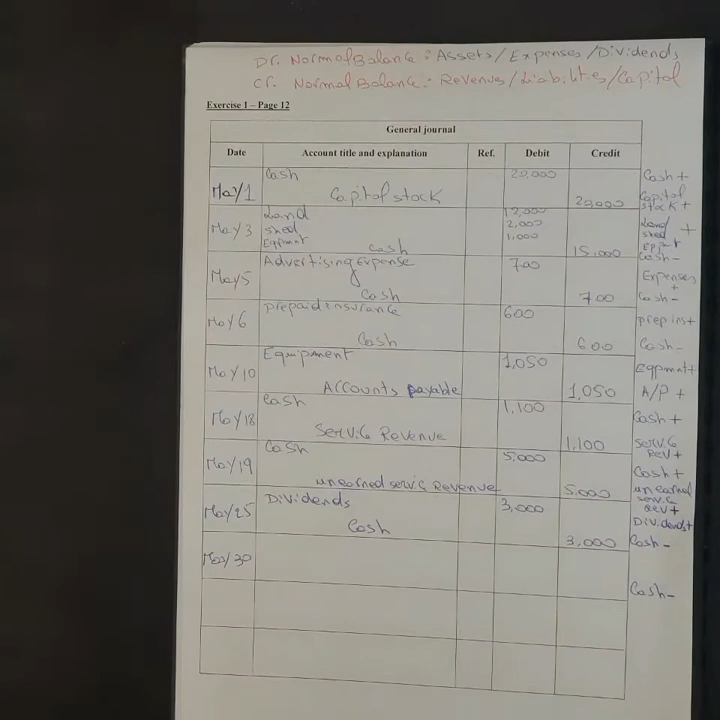 Dr. Normal Balance: Assets/Expenses/Dividends
Cr. Normal Balance: Revenues/Liabilities/Capital
Exercise 1 – Page 12
General journal
Date Account title and explanation Ref. Debit Credit
Cash 20,000 Cash +
May 1 Capital stock 20,000 Capital stock +
Land 12,000 Land +
May 3 Shed 2,000 Shed
Eqpmnt 1,000 Eqpmt
Cash 15,000 Cash -
Advertising Expense 700 Expenses +
May 5
Cash 700 Cash -
Prepaid insurance 600 prep ins +
May 6
Cash 600 Cash -
Equipment 1,050 Eqpmnt +
May 10
Accounts payable 1,050 A/P +
Cash 1,100 Cash +
May 18
Service Revenue 1,100 Service Rev +
Cash 5,000 Cash +
May 19
unearned service Revenue 5,000 unearned service Rev +
Dividends 3,000 Dividends +
May 25
Cash 3,000 Cash -
May 30
Cash -